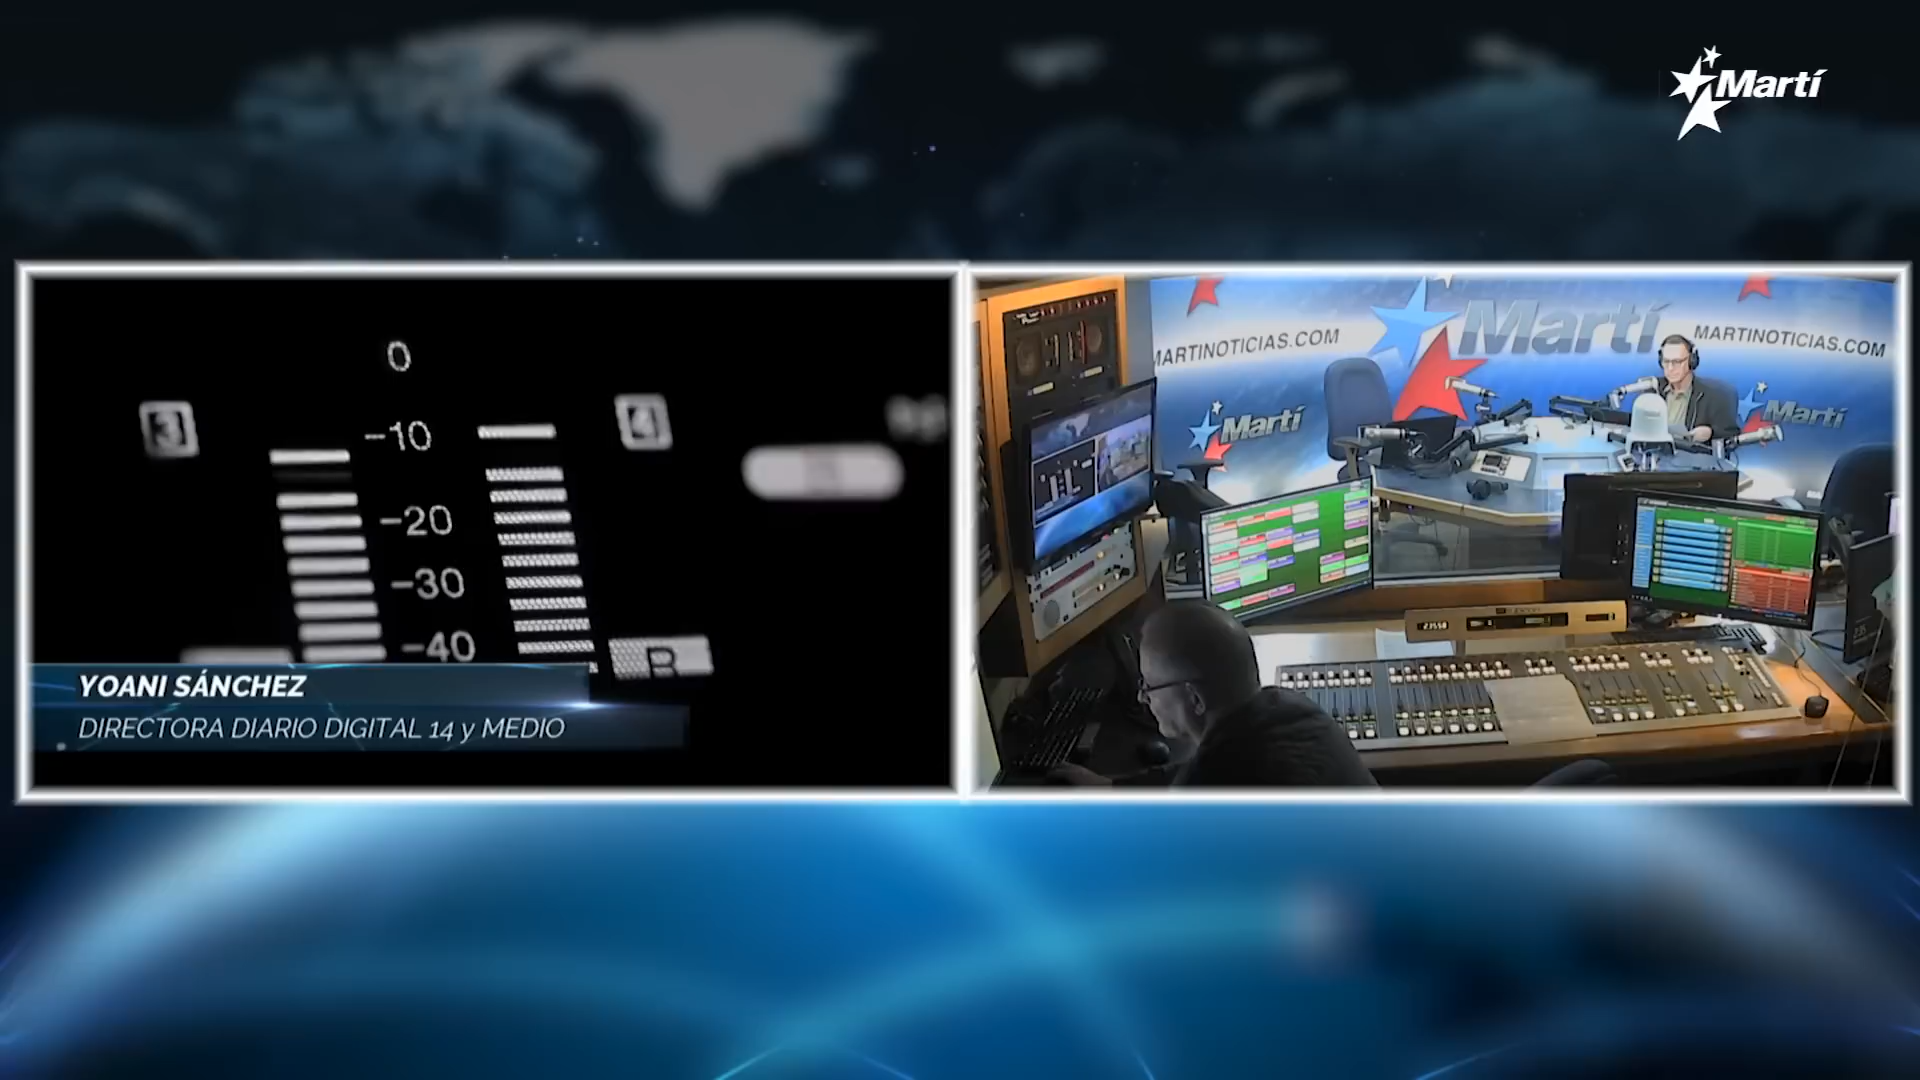 Martí
0
3
4
-10
-20
-30
-40
R
YOANI SÁNCHEZ
DIRECTORA DIARIO DIGITAL 14 y MEDIO
MARTINOTICIAS.COM
Martí
MARTINOTICIAS.COM
Martí
Martí